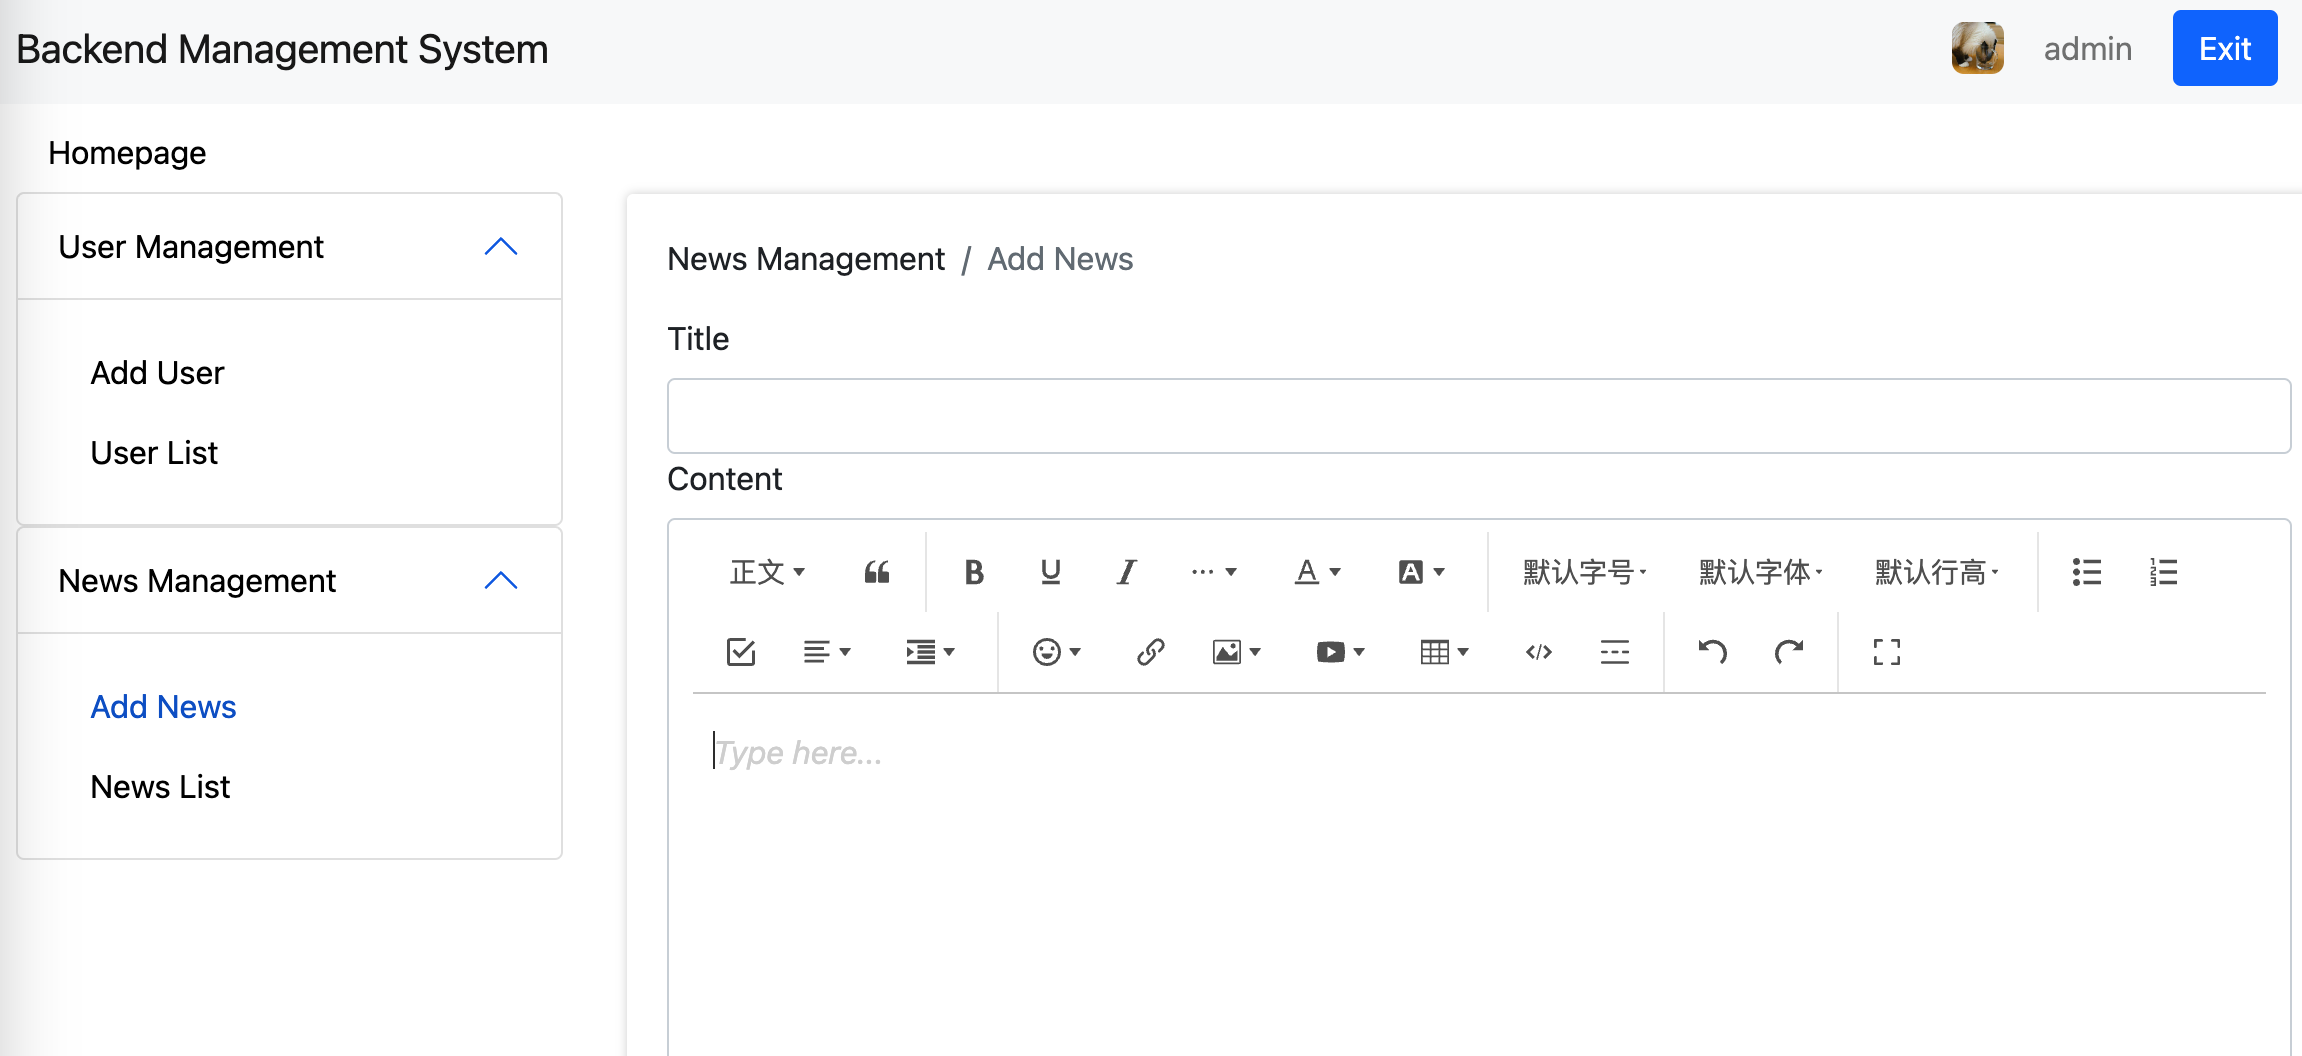 Backend Management System
admin
Exit
Homepage
User Management
Add User
User List
News Management
Add News
News List
News Management / Add News
Title
Content
正文 B U I ... A A 默认字号 默认字体 默认行高
Type here...